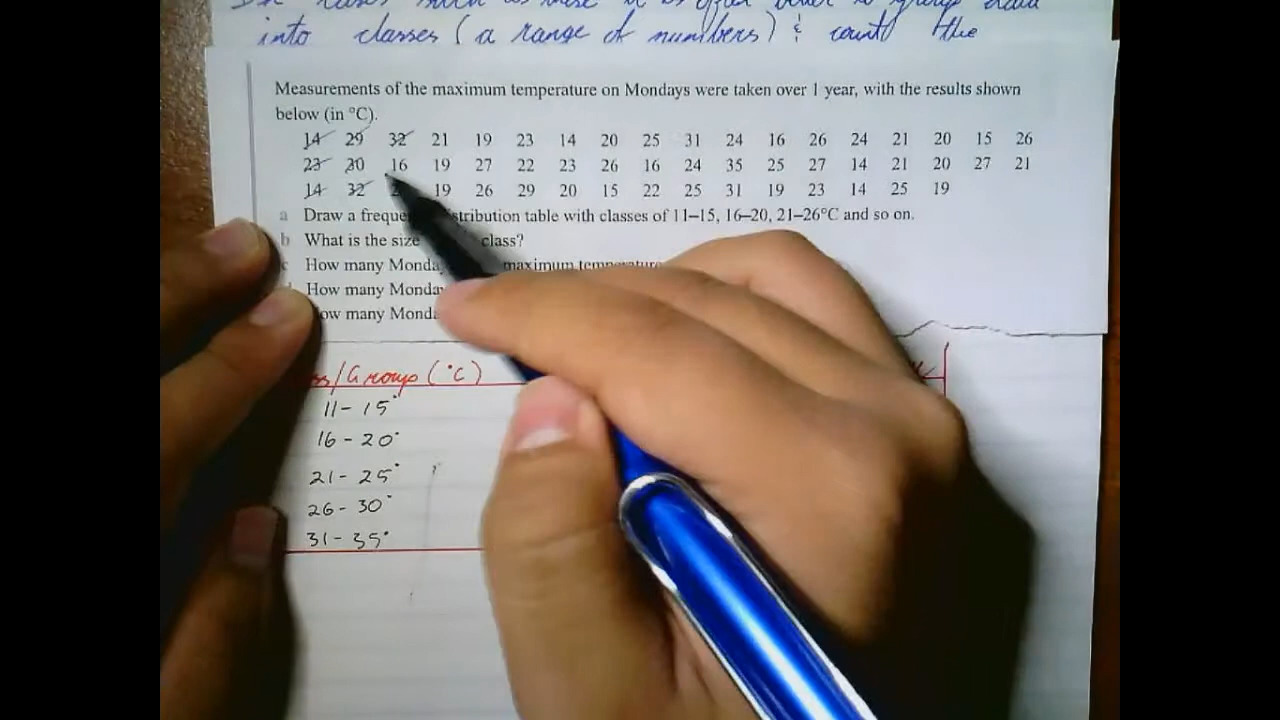 into classes (a range of numbers) & count the
Measurements of the maximum temperature on Mondays were taken over 1 year, with the results shown
below (in °C).
14 29 32 21 19 23 14 20 25 31 24 16 26 24 21 20 15 26
23 30 16 19 27 22 23 26 16 24 35 25 27 14 21 20 27 21
14 32 19 26 29 20 15 22 25 31 19 23 14 25 19
a Draw a frequency distribution table with classes of 11–15, 16–20, 21–26°C and so on.
b What is the size class?
How many Monda maximum temperature
How many Monday
ow many Monda
ss/Group (°C)
11 - 15°
16 - 20°
21 - 25°
26 - 30°
31 - 35°